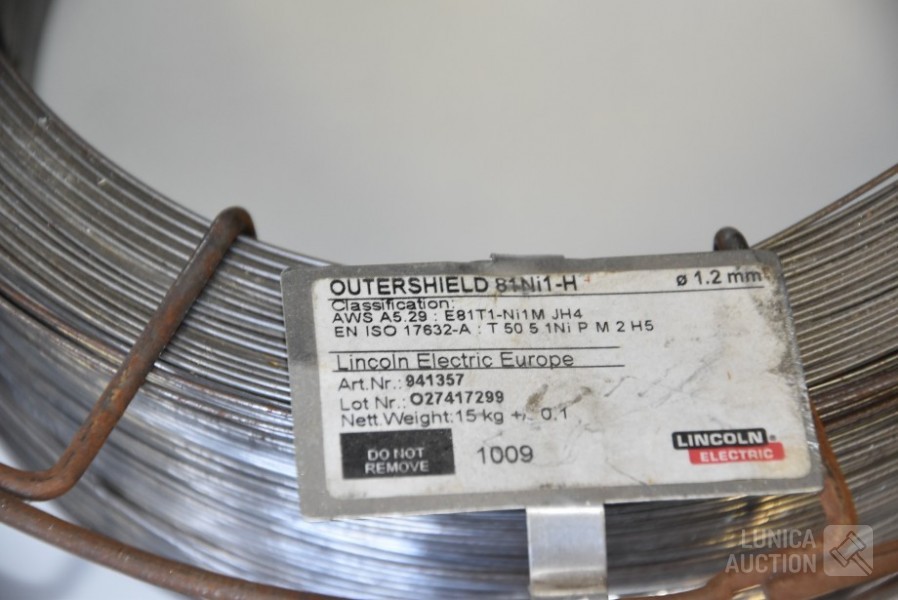 OUTERSHIELD 81Ni1-H ø 1.2 mm
Classification:
AWS A5.29 : E81T1-Ni1M JH4
EN ISO 17632-A : T 50 5 1Ni P M 2 H5
Lincoln Electric Europe
Art.Nr.: 941357
Lot Nr.: O27417299
Nett.Weight: 15 kg +/- 0.1
DO NOT
REMOVE
1009
LINCOLN
ELECTRIC
LUNICA
AUCTION